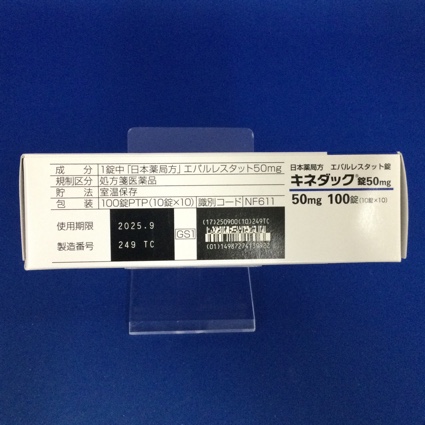 成分 1錠中「日本薬局方」エパルレスタット50mg
規制区分 処方箋医薬品
貯法 室温保存
包装 100錠PTP(10錠×10) 識別コード NF611
使用期限 2025.9
製造番号 249 TC
GS1
(17)250900(10)249TC
日本薬局方 エパルレスタット錠
キネダック®錠50mg
50mg 100錠(10錠×10)